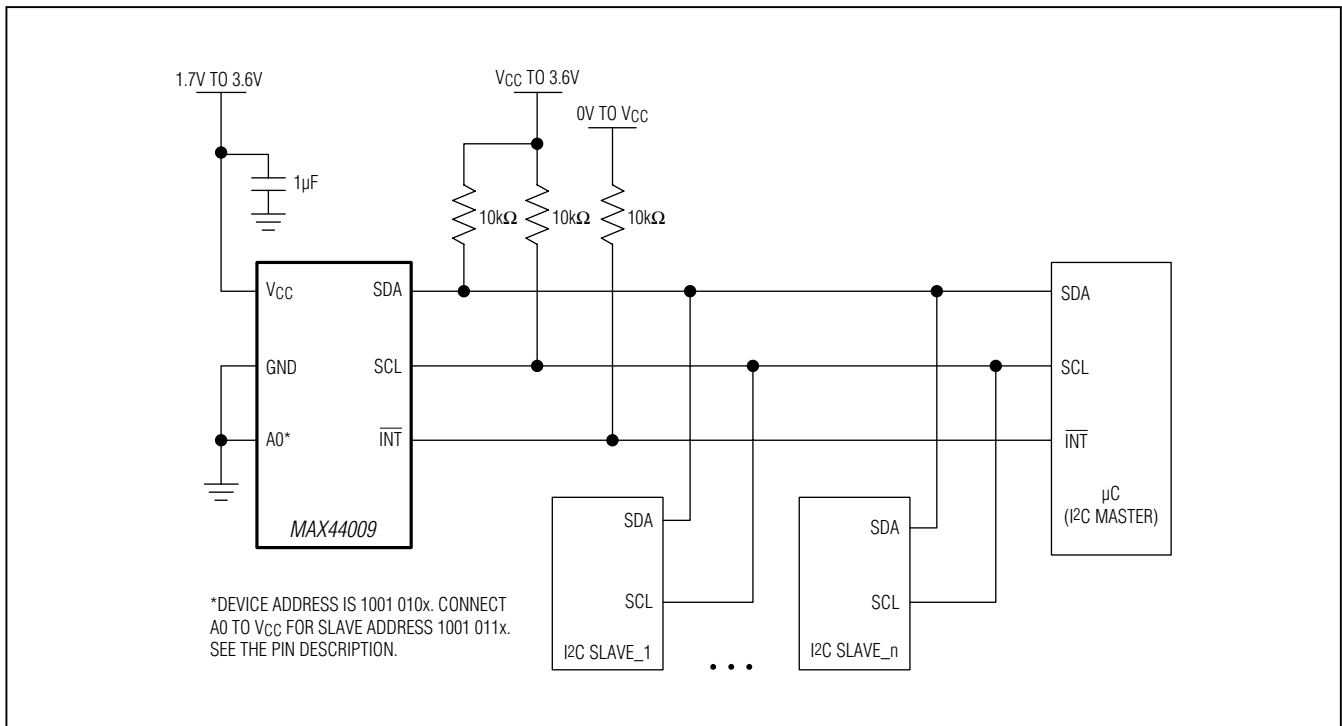 1.7V TO 3.6V
VCC TO 3.6V
0V TO VCC
1µF
10kΩ
10kΩ
10kΩ
VCC
SDA
GND
SCL
A0*
INT
MAX44009
SDA
SCL
INT
µC
(I2C MASTER)
SDA
SCL
I2C SLAVE_1
• • •
SDA
SCL
I2C SLAVE_n
*DEVICE ADDRESS IS 1001 010x. CONNECT
A0 TO VCC FOR SLAVE ADDRESS 1001 011x.
SEE THE PIN DESCRIPTION.